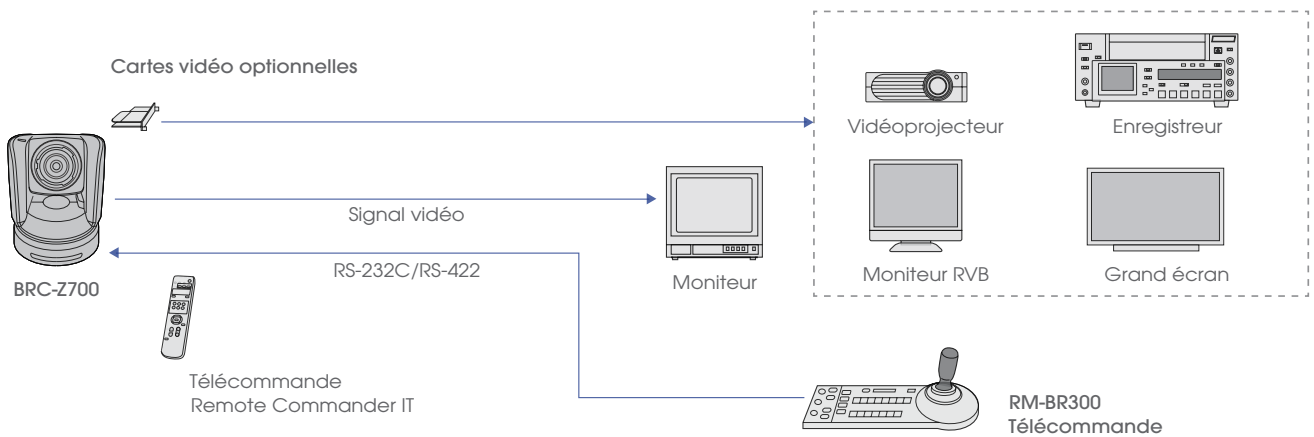 Cartes vidéo optionnelles
Vidéoprojecteur
Enregistreur
Signal vidéo
RS-232C/RS-422
Moniteur
Moniteur RVB
Grand écran
BRC-Z700
Télécommande
Remote Commander IT
RM-BR300
Télécommande